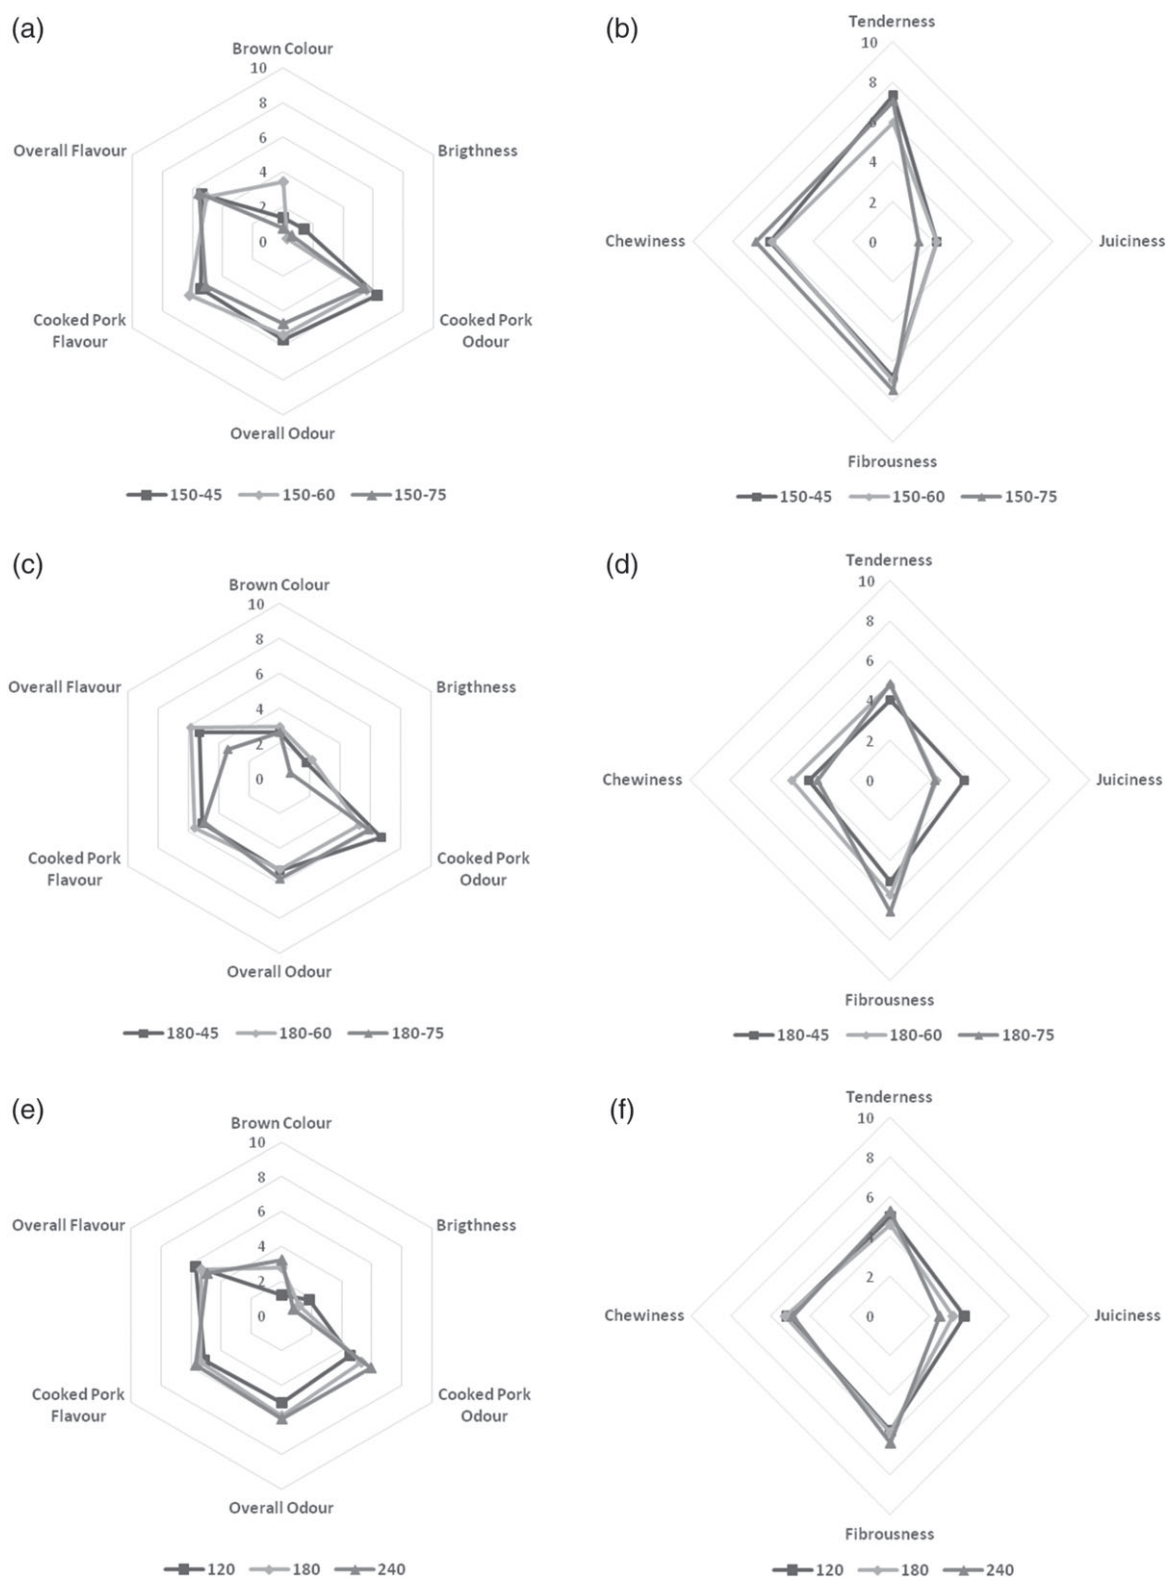 (a)
Brown Colour
10
8
6
4
2
0
Overall Flavour
Brigthness
Cooked Pork
Flavour
Cooked Pork
Odour
Overall Odour
150-45 150-60 150-75
(b)
Tenderness
10
8
6
4
2
0
Chewiness
Juiciness
Fibrousness
150-45 150-60 150-75
(c)
Brown Colour
10
8
6
4
2
0
Overall Flavour
Brigthness
Cooked Pork
Flavour
Cooked Pork
Odour
Overall Odour
180-45 180-60 180-75
(d)
Tenderness
10
8
6
4
2
0
Chewiness
Juiciness
Fibrousness
180-45 180-60 180-75
(e)
Brown Colour
10
8
6
4
2
0
Overall Flavour
Brigthness
Cooked Pork
Flavour
Cooked Pork
Odour
Overall Odour
120 180 240
(f)
Tenderness
10
8
6
4
2
0
Chewiness
Juiciness
Fibrousness
120 180 240